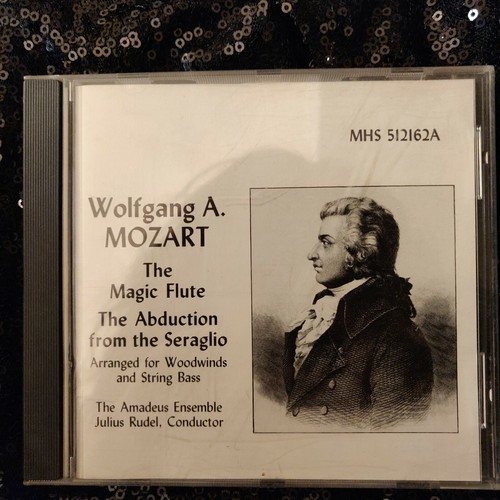 MHS 512162A
Wolfgang A.
MOZART
The
Magic Flute
The Abduction
from the Seraglio
Arranged for Woodwinds
and String Bass
The Amadeus Ensemble
Julius Rudel, Conductor